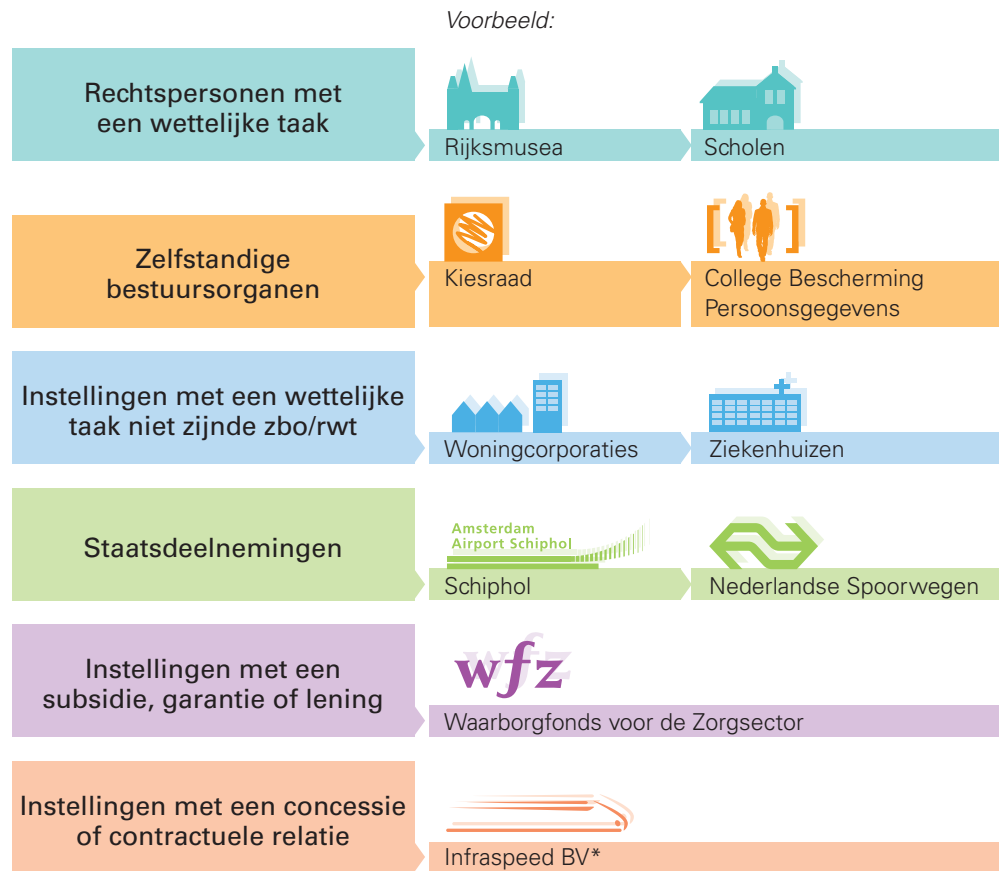 Voorbeeld:
Rechtspersonen met
een wettelijke taak
Rijksmusea
Scholen
Zelfstandige
bestuursorganen
Kiesraad
College Bescherming
Persoonsgegevens
Instellingen met een wettelijke
taak niet zijnde zbo/rwt
Woningcorporaties
Ziekenhuizen
Staatsdeelnemingen
Amsterdam
Airport Schiphol
Schiphol
Nederlandse Spoorwegen
Instellingen met een
subsidie, garantie of lening
wfz
Waarborgfonds voor de Zorgsector
Instellingen met een concessie
of contractuele relatie
Infraspeed BV*